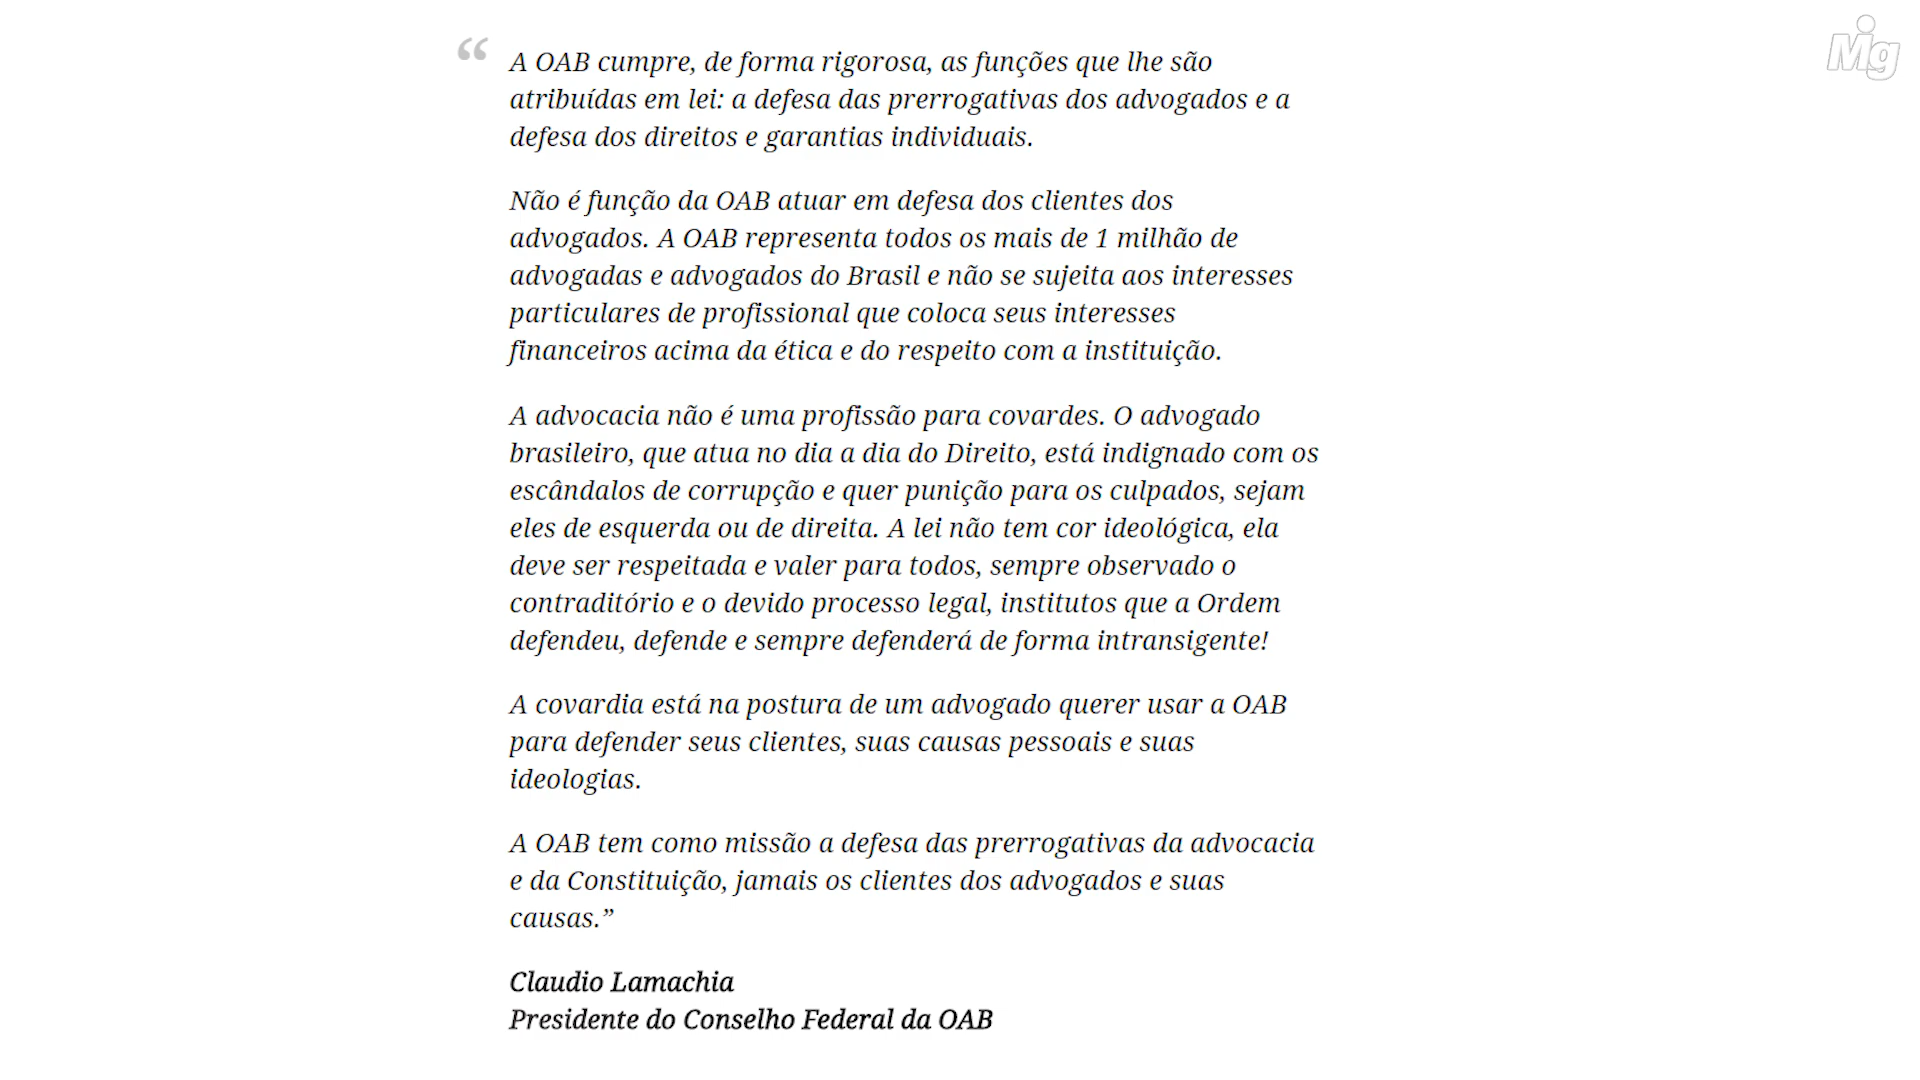 “
A OAB cumpre, de forma rigorosa, as funções que lhe são
atribuídas em lei: a defesa das prerrogativas dos advogados e a
defesa dos direitos e garantias individuais.
Não é função da OAB atuar em defesa dos clientes dos
advogados. A OAB representa todos os mais de 1 milhão de
advogadas e advogados do Brasil e não se sujeita aos interesses
particulares de profissional que coloca seus interesses
financeiros acima da ética e do respeito com a instituição.
A advocacia não é uma profissão para covardes. O advogado
brasileiro, que atua no dia a dia do Direito, está indignado com os
escândalos de corrupção e quer punição para os culpados, sejam
eles de esquerda ou de direita. A lei não tem cor ideológica, ela
deve ser respeitada e valer para todos, sempre observado o
contraditório e o devido processo legal, institutos que a Ordem
defendeu, defende e sempre defenderá de forma intransigente!
A covardia está na postura de um advogado querer usar a OAB
para defender seus clientes, suas causas pessoais e suas
ideologias.
A OAB tem como missão a defesa das prerrogativas da advocacia
e da Constituição, jamais os clientes dos advogados e suas
causas.”
Claudio Lamachia
Presidente do Conselho Federal da OAB
Mg